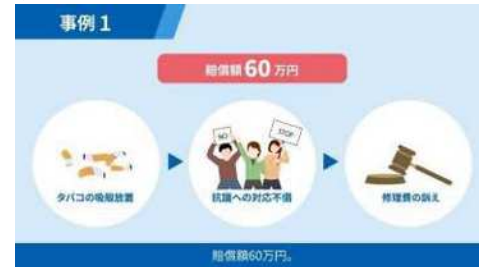 事例1
賠償額60万円
NO
STOP
タバコの吸殻放置
抗議への対応不備
修理費の訴え
賠償額60万円。